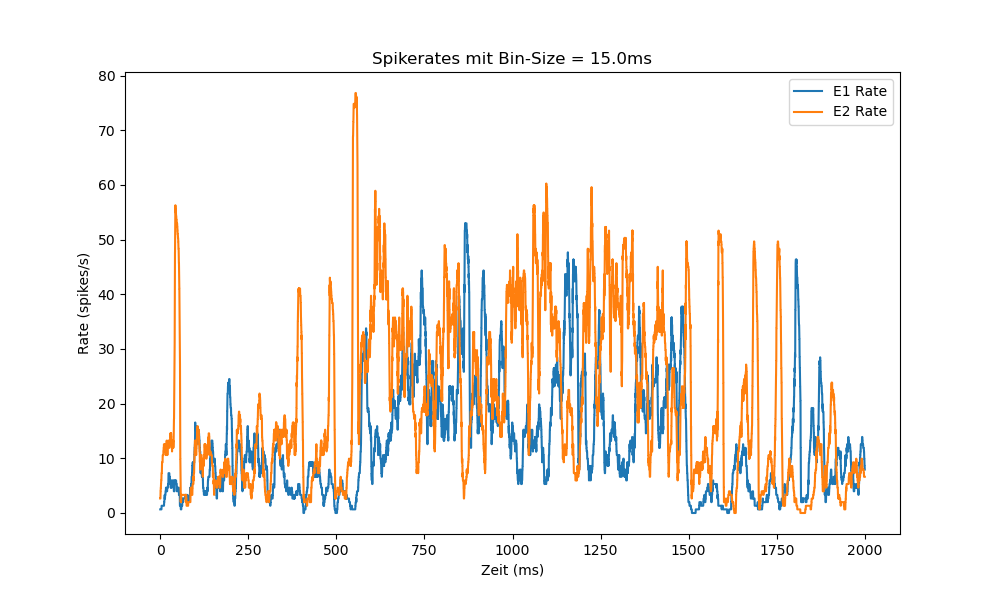 Spikerates mit Bin-Size = 15.0ms
E1 Rate
E2 Rate
80
70
60
50
40
30
20
10
0
Rate (spikes/s)
0 250 500 750 1000 1250 1500 1750 2000
Zeit (ms)